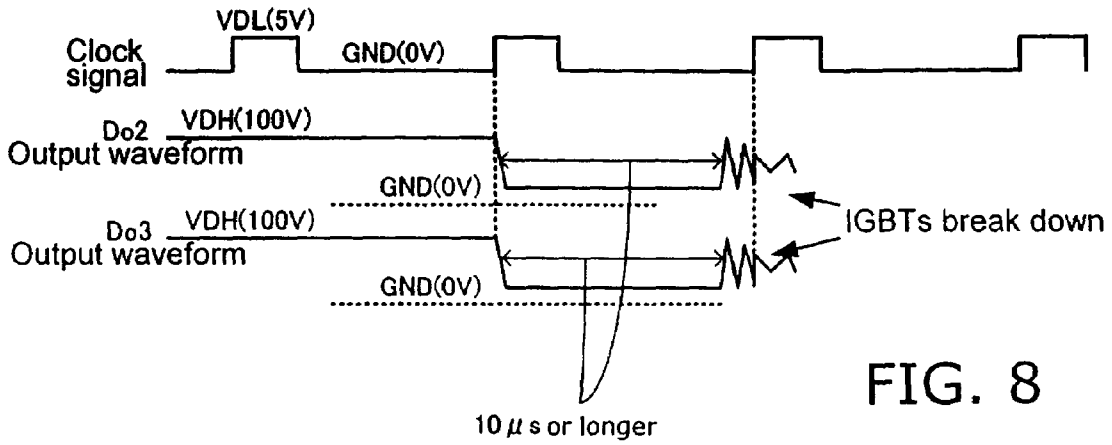 VDL(5V)
Clock signal
GND(0V)
Do2
VDH(100V)
Output waveform
GND(0V)
IGBTs break down
Do3
VDH(100V)
Output waveform
GND(0V)
10 μs or longer
FIG. 8